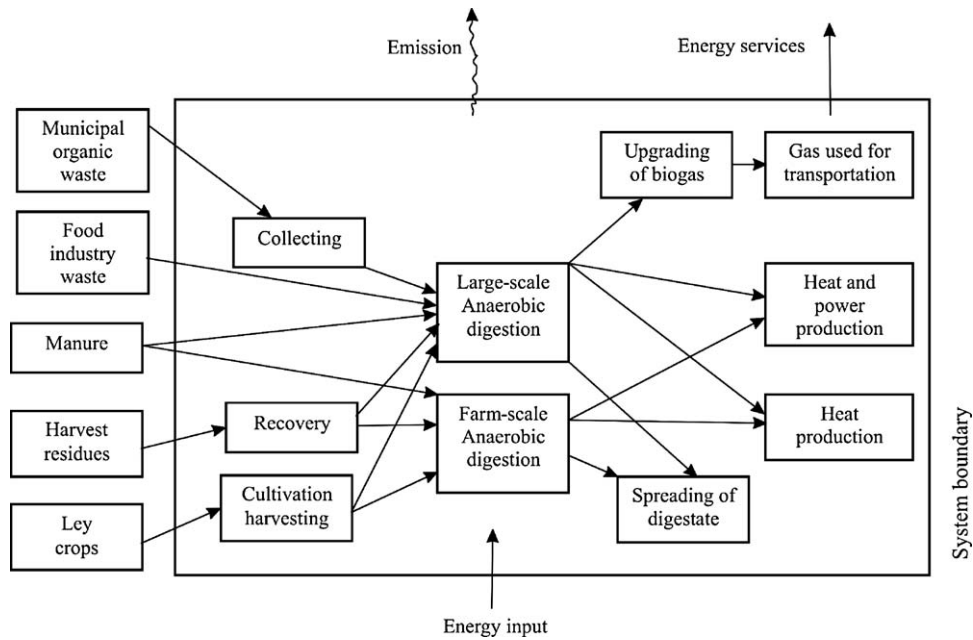 Emission
Energy services
Municipal
organic
waste
Upgrading
of biogas
Gas used for
transportation
Food
industry
waste
Collecting
Large-scale
Anaerobic
digestion
Heat and
power
production
Manure
Harvest
residues
Recovery
Farm-scale
Anaerobic
digestion
Heat
production
Ley
crops
Cultivation
harvesting
Spreading of
digestate
System boundary
Energy input